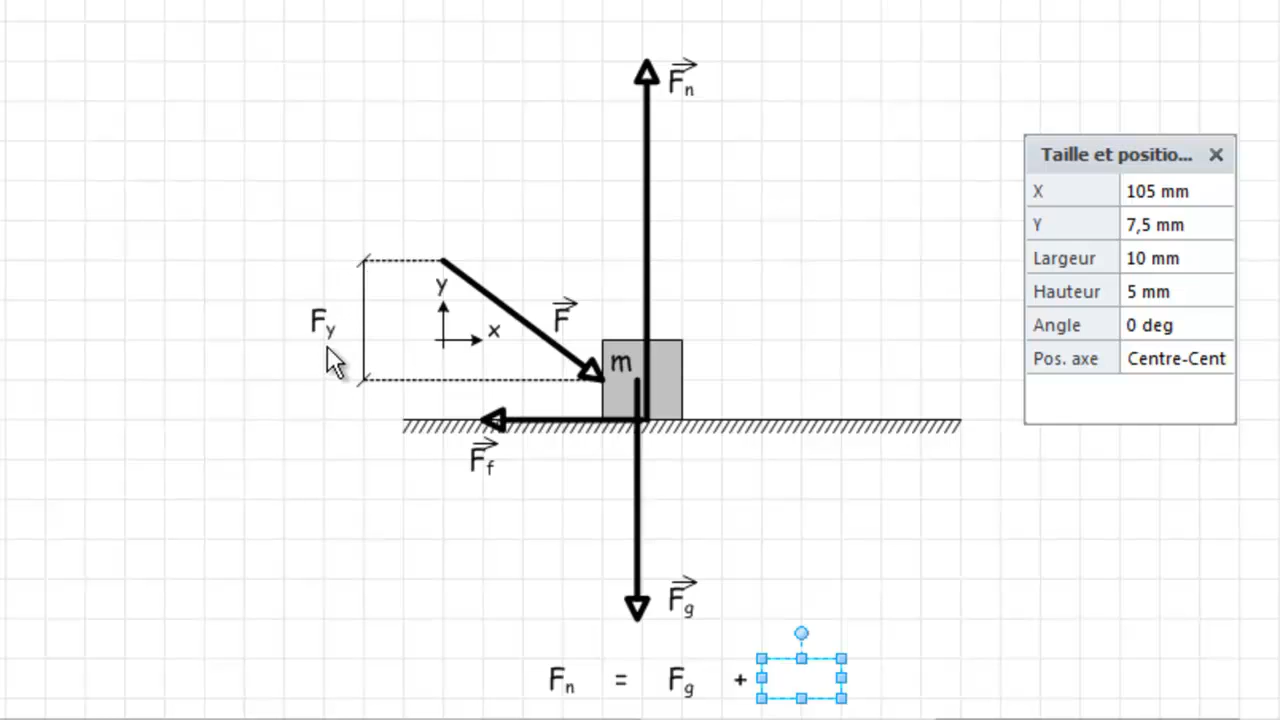 Fn
Taille et positio...
X 105 mm
Y 7,5 mm
Largeur 10 mm
Hauteur 5 mm
Angle 0 deg
Pos. axe Centre-Cent
y
Fy
x
F
m
Ff
Fg
Fn = Fg +